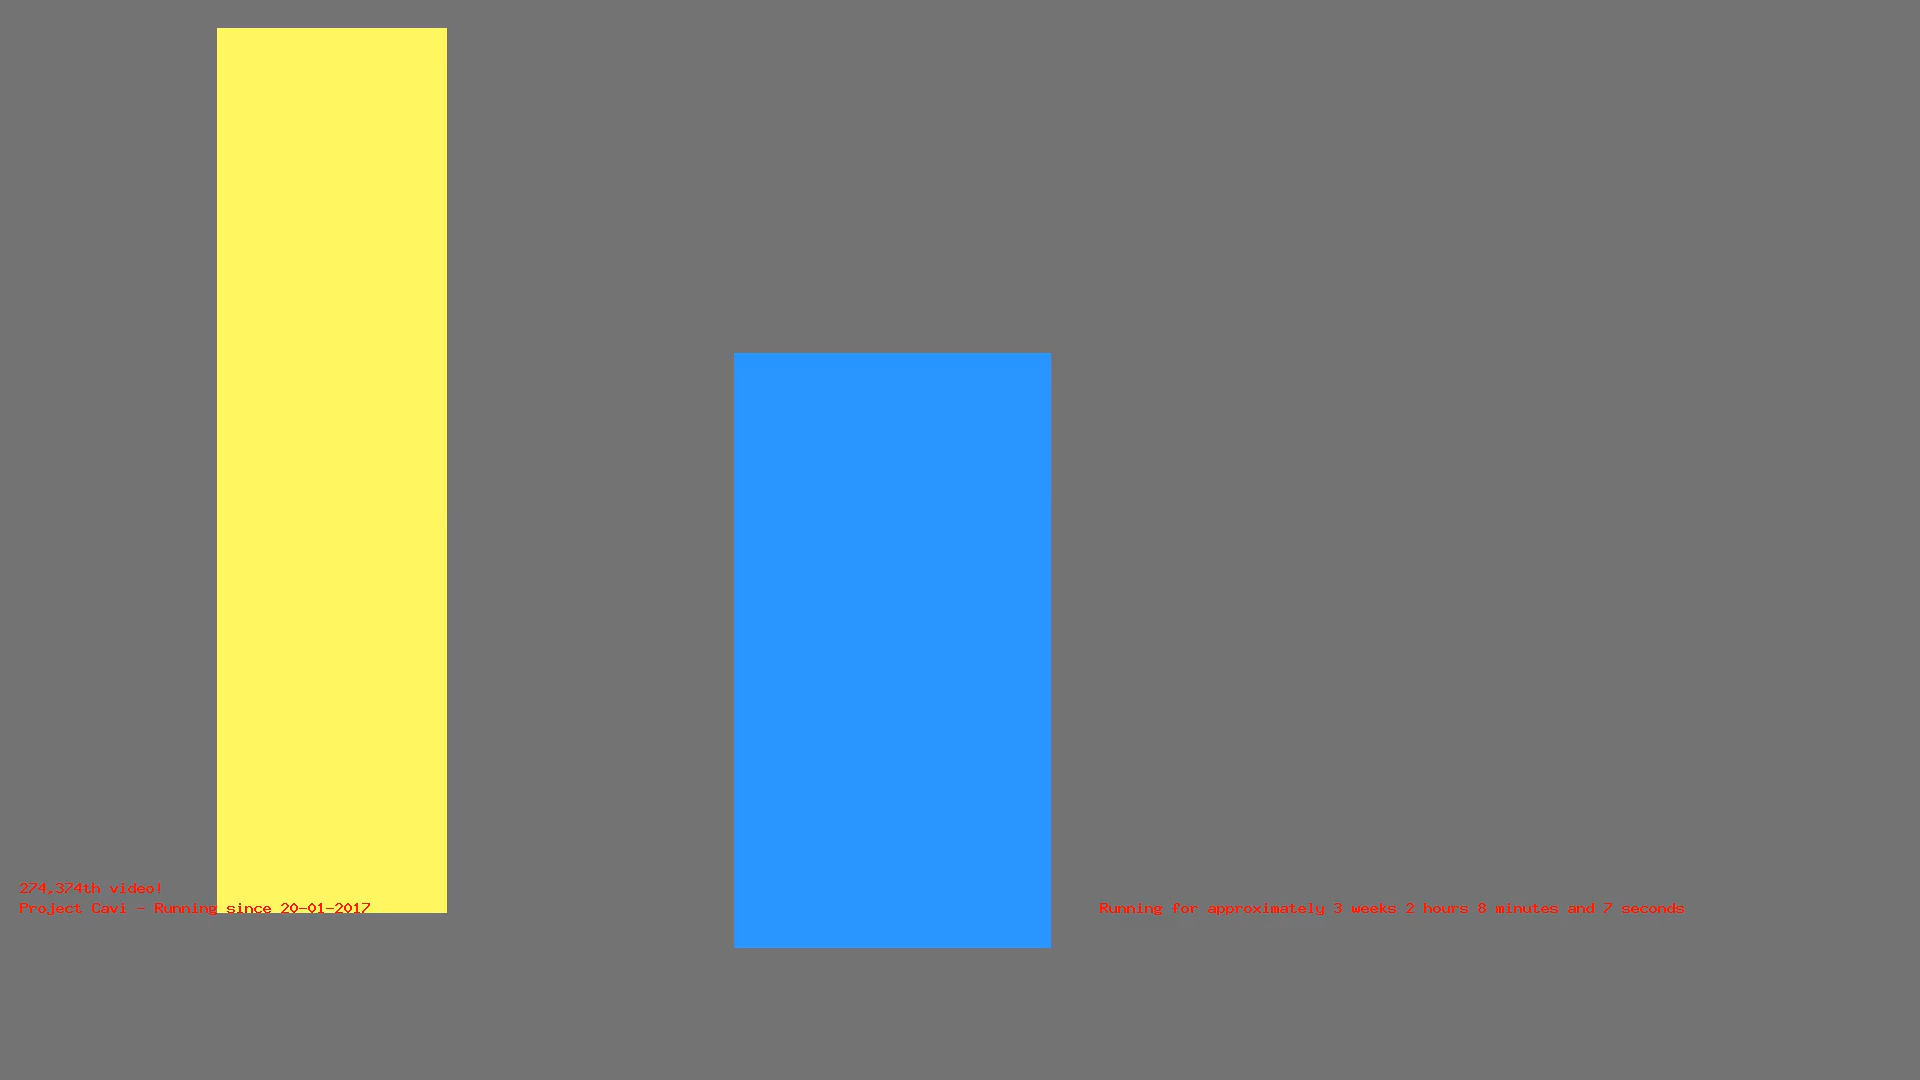 274,374th video!
Project Cavi - Running since 20-01-2017
Running for approximately 3 weeks 2 hours 8 minutes and 7 seconds